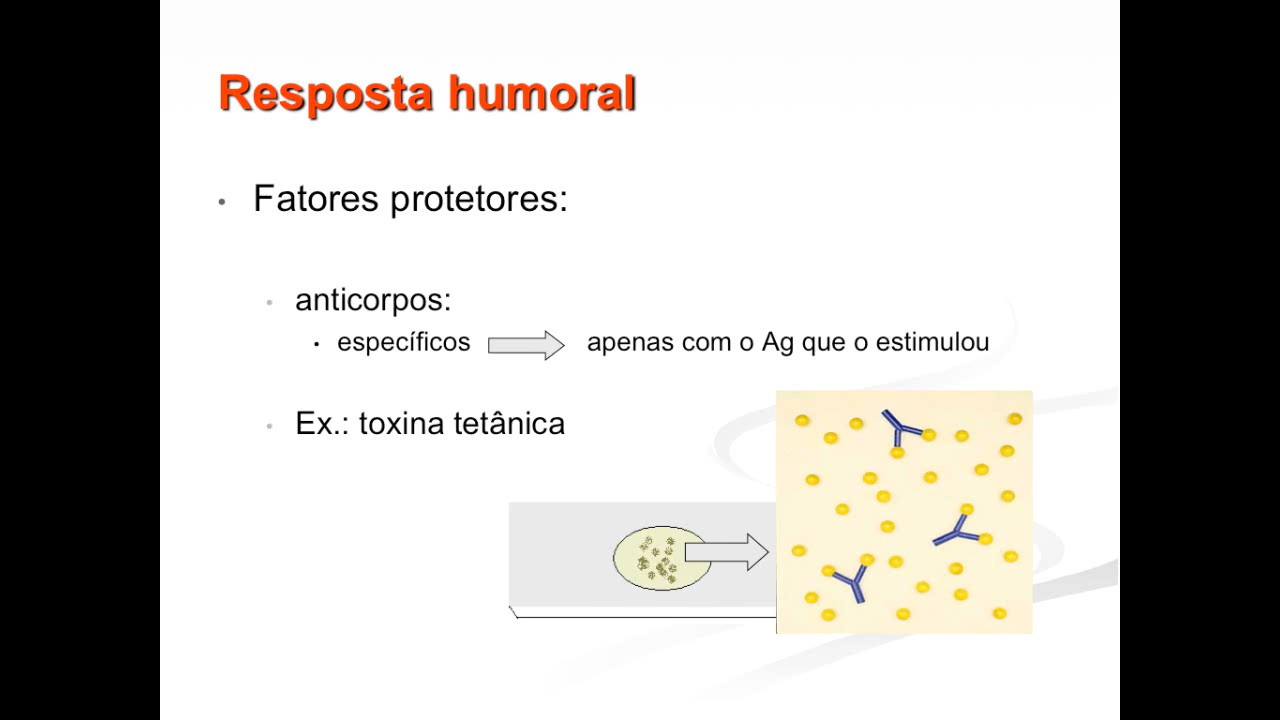 Resposta humoral
• Fatores protetores:
• anticorpos:
• específicos apenas com o Ag que o estimulou
• Ex.: toxina tetânica